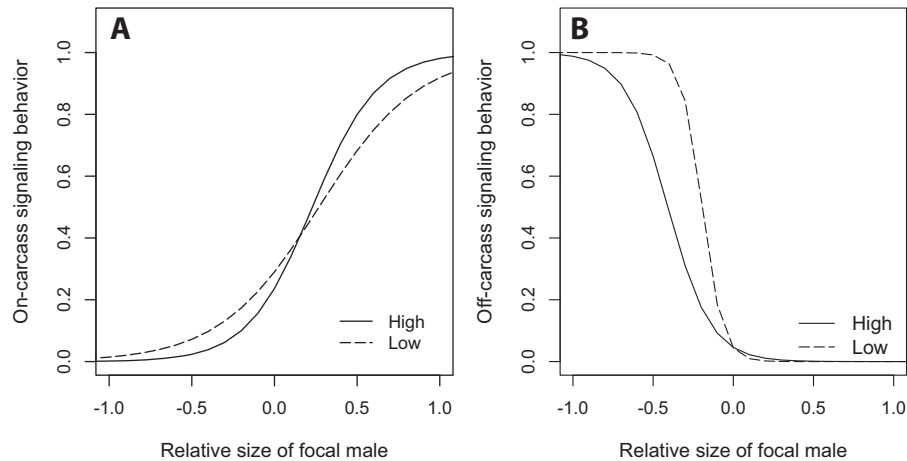 A
On-carcass signaling behavior
1.0
0.8
0.6
0.4
0.2
0.0
High
Low
-1.0 -0.5 0.0 0.5 1.0
Relative size of focal male
B
Off-carcass signaling behavior
1.0
0.8
0.6
0.4
0.2
0.0
High
Low
-1.0 -0.5 0.0 0.5 1.0
Relative size of focal male